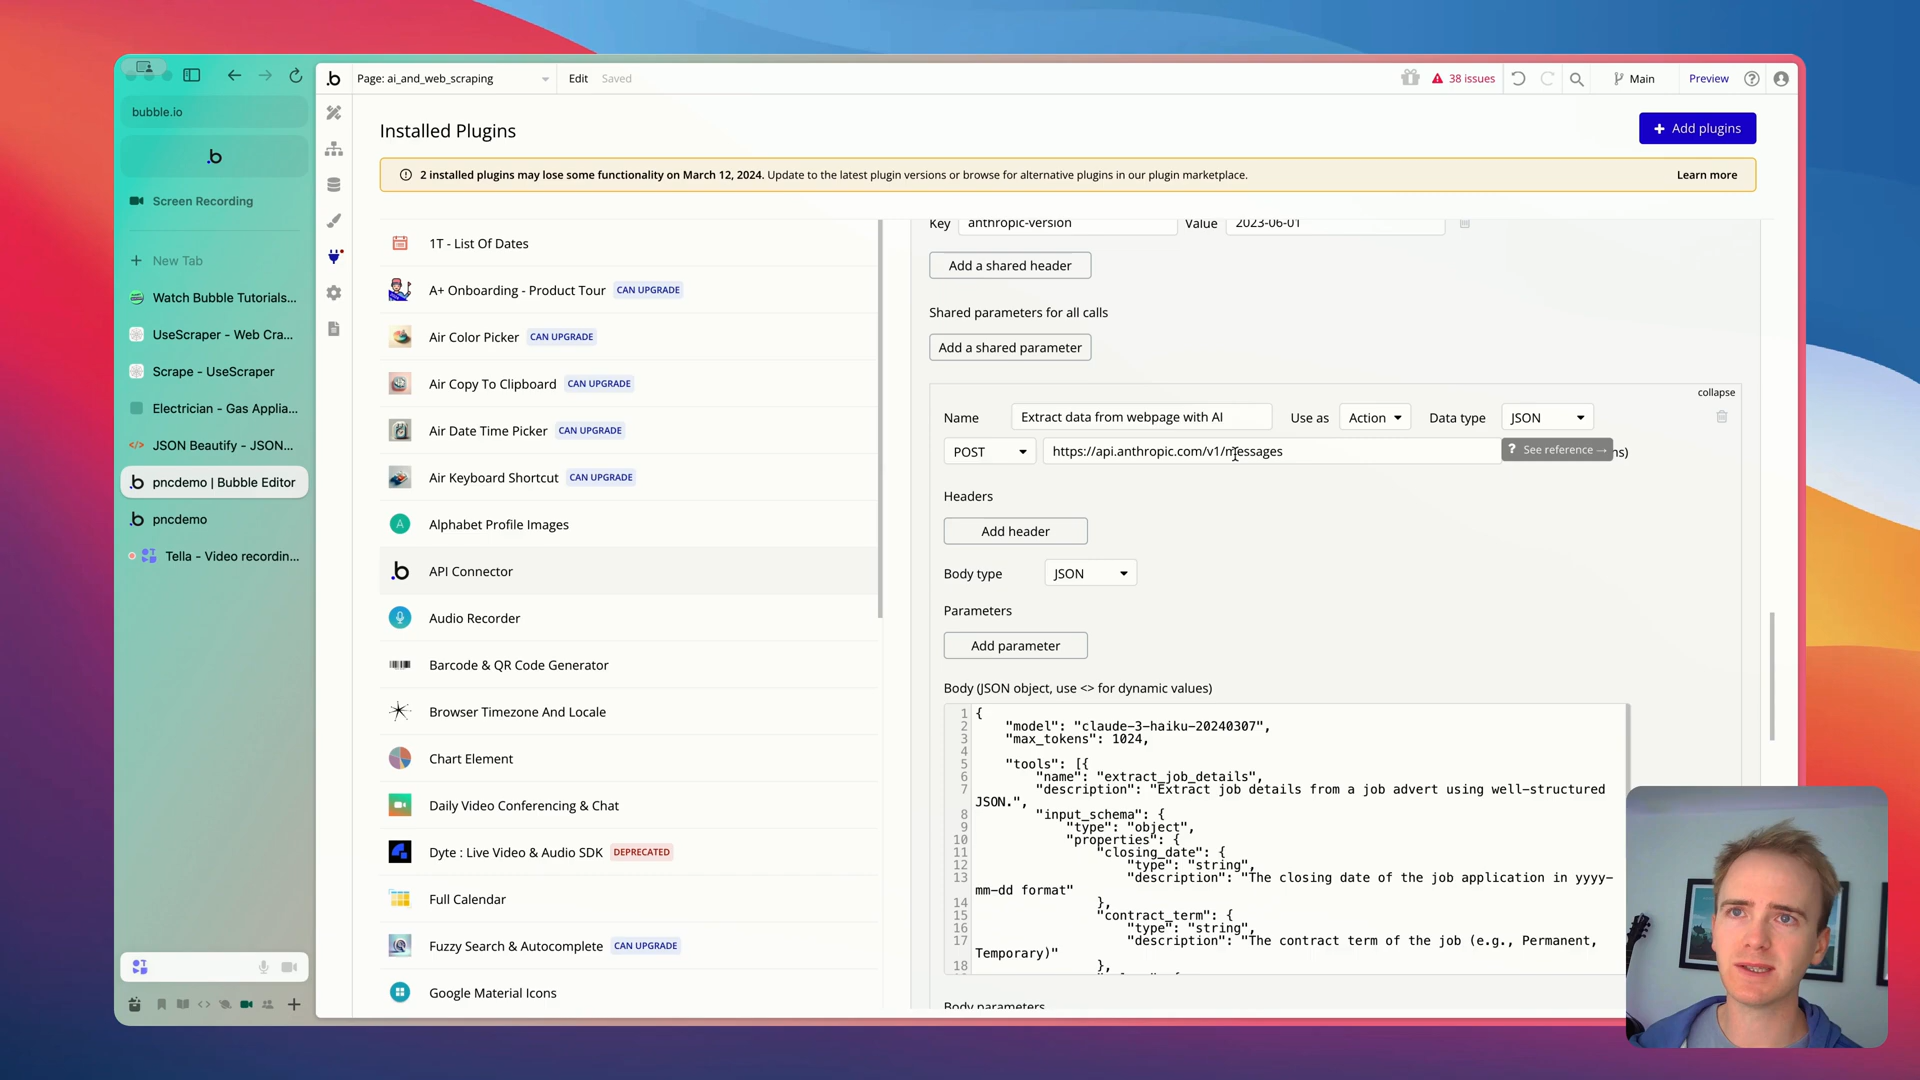 bubble.io
Screen Recording
New Tab
Watch Bubble Tutorials...
UseScraper - Web Cra...
Scrape - UseScraper
Electrician - Gas Applia...
JSON Beautify - JSON...
pncdemo | Bubble Editor
pncdemo
Tella - Video recordin...
Page: ai_and_web_scraping
Edit
Saved
38 issues
Main
Preview
Installed Plugins
Add plugins
2 installed plugins may lose some functionality on March 12, 2024. Update to the latest plugin versions or browse for alternative plugins in our plugin marketplace.
Learn more
1T - List Of Dates
A+ Onboarding - Product Tour CAN UPGRADE
Air Color Picker CAN UPGRADE
Air Copy To Clipboard CAN UPGRADE
Air Date Time Picker CAN UPGRADE
Air Keyboard Shortcut CAN UPGRADE
Alphabet Profile Images
API Connector
Audio Recorder
Barcode & QR Code Generator
Browser Timezone And Locale
Chart Element
Daily Video Conferencing & Chat
Dyte : Live Video & Audio SDK DEPRECATED
Full Calendar
Fuzzy Search & Autocomplete CAN UPGRADE
Google Material Icons
Key anthropic-version Value 2023-06-01
Add a shared header
Shared parameters for all calls
Add a shared parameter
collapse
Name Extract data from webpage with AI Use as Action Data type JSON
POST https://api.anthropic.com/v1/messages ? See reference → ns)
Headers
Add header
Body type JSON
Parameters
Add parameter
Body (JSON object, use <> for dynamic values)
1 {
2 "model": "claude-3-haiku-20240307",
3 "max_tokens": 1024,
4
5 "tools": [{
6 "name": "extract_job_details",
7 "description": "Extract job details from a job advert using well-structured
JSON.",
8 "input_schema": {
9 "type": "object",
10 "properties": {
11 "closing_date": {
12 "type": "string",
13 "description": "The closing date of the job application in yyyy-
mm-dd format"
14 },
15 "contract_term": {
16 "type": "string",
17 "description": "The contract term of the job (e.g., Permanent,
Temporary)"
18 },
Body parameters